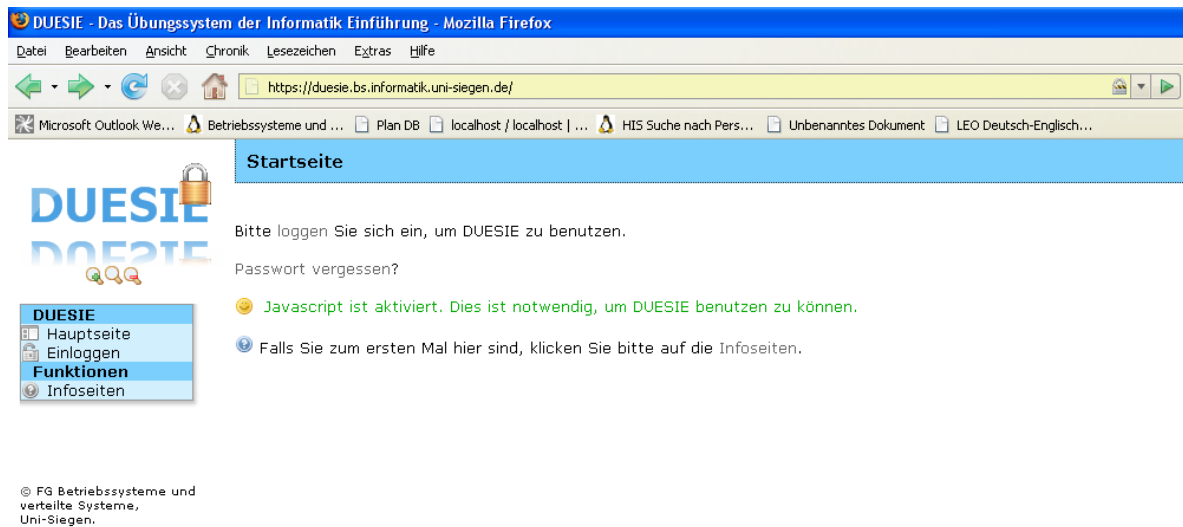 DUESIE - Das Übungssystem der Informatik Einführung - Mozilla Firefox
Datei Bearbeiten Ansicht Chronik Lesezeichen Extras Hilfe
https://duesie.bs.informatik.uni-siegen.de/
Microsoft Outlook We... Betriebssysteme und ... Plan DB localhost / localhost | ... HIS Suche nach Pers... Unbenanntes Dokument LEO Deutsch-Englisch...
DUESIE
Startseite
Bitte loggen Sie sich ein, um DUESIE zu benutzen.
Passwort vergessen?
Javascript ist aktiviert. Dies ist notwendig, um DUESIE benutzen zu können.
Falls Sie zum ersten Mal hier sind, klicken Sie bitte auf die Infoseiten.
DUESIE
Hauptseite
Einloggen
Funktionen
Infoseiten
© FG Betriebssysteme und
verteilte Systeme,
Uni-Siegen.